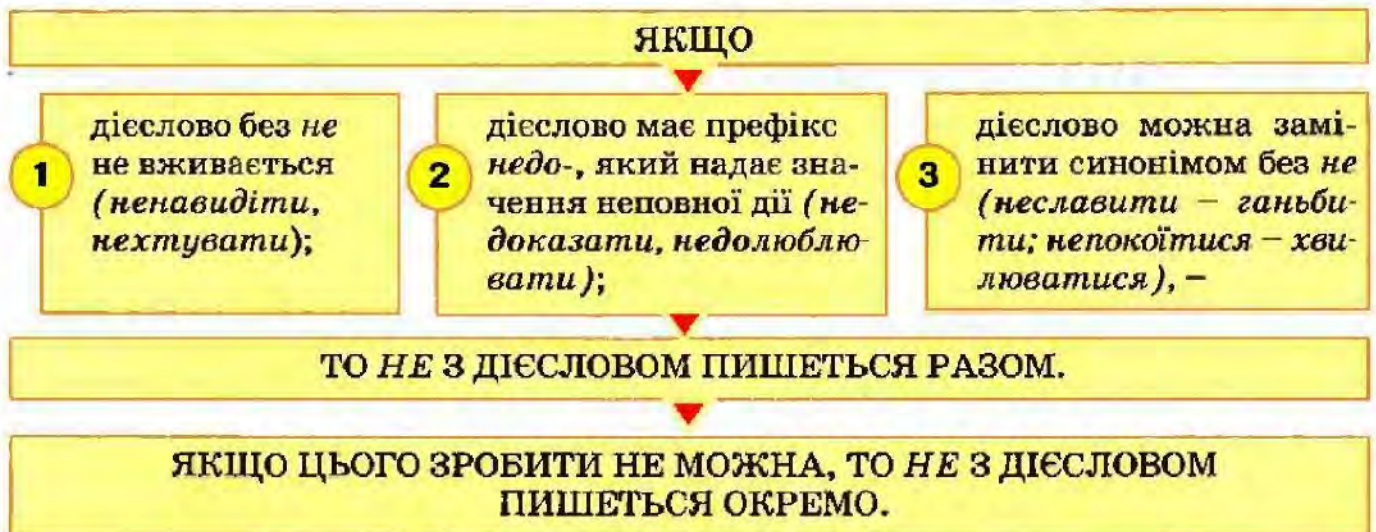 ЯКЩО
1
дієслово без не
не вживається
(ненавидіти,
нехтувати);
2
дієслово має префікс
недо-, який надає зна-
чення неповної дії (не-
доказати, недолюблю-
вати);
3
дієслово можна замі-
нити синонімом без не
(неславити – ганьби-
ти; непокоїтися – хви-
люватися), –
ТО НЕ З ДІЄСЛОВОМ ПИШЕТЬСЯ РАЗОМ.
ЯКЩО ЦЬОГО ЗРОБИТИ НЕ МОЖНА, ТО НЕ З ДІЄСЛОВОМ
ПИШЕТЬСЯ ОКРЕМО.